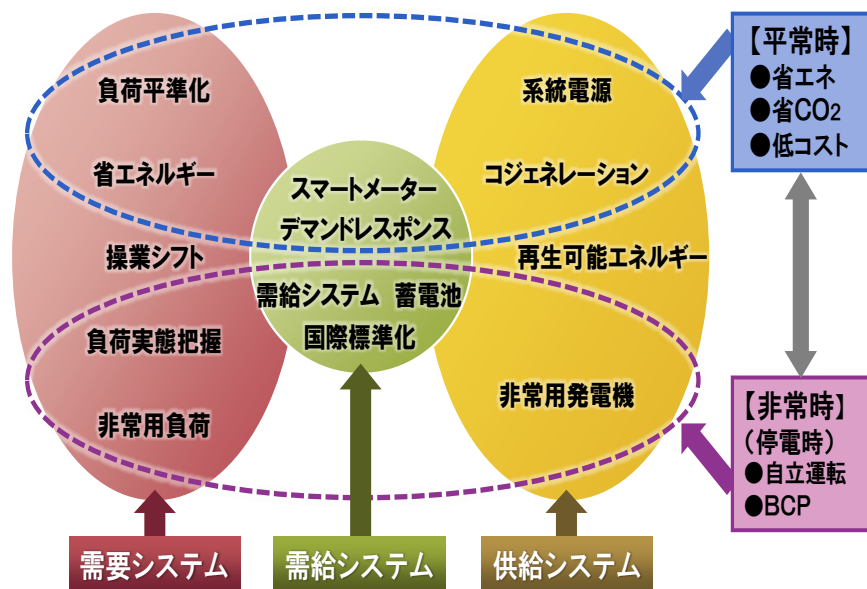 負荷平準化
省エネルギー
操業シフト
負荷実態把握
非常用負荷
スマートメーター
デマンドレスポンス
需給システム 蓄電池
国際標準化
系統電源
コジェネレーション
再生可能エネルギー
非常用発電機
【平常時】
●省エネ
●省CO2
●低コスト
【非常時】
(停電時)
●自立運転
●BCP
需要システム
需給システム
供給システム